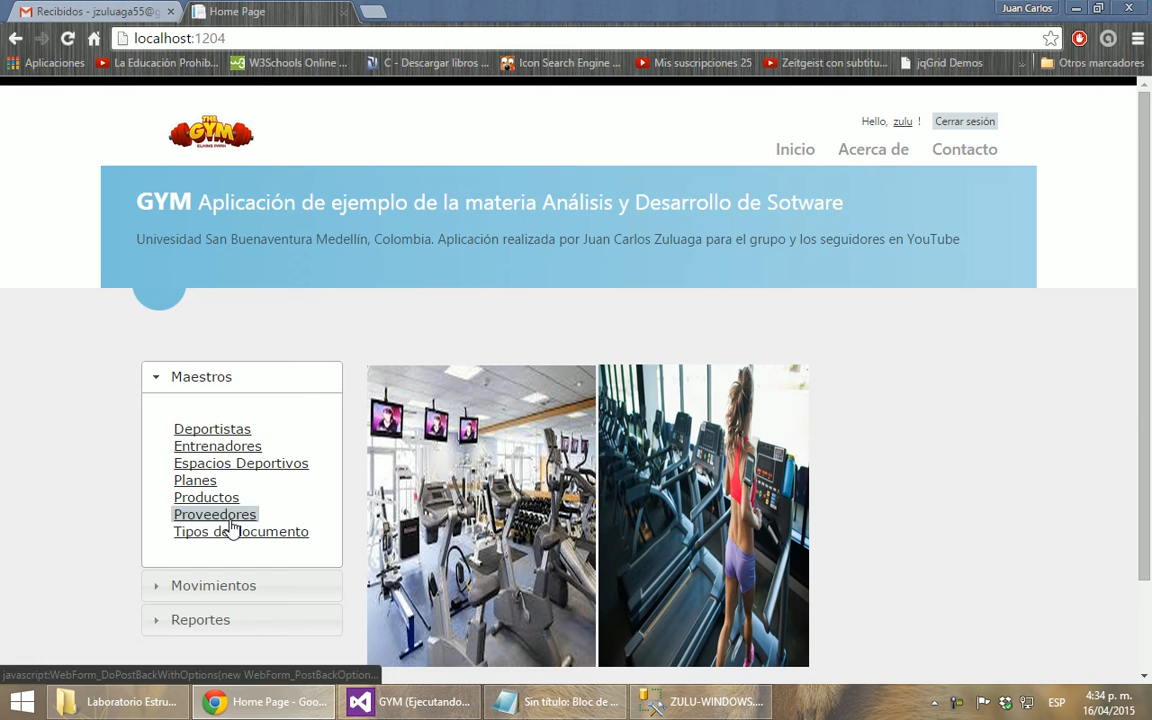 Recibidos - jzuluaga55@g
Home Page
Juan Carlos
localhost:1204
Aplicaciones
La Educación Prohib...
W3Schools Online ...
C - Descargar libros ...
Icon Search Engine ...
Mis suscripciones 25
Zeitgeist con subtitu...
jqGrid Demos
Otros marcadores
THE GYM
ELKINS PARK
Hello, zulu !
Cerrar sesión
Inicio
Acerca de
Contacto
GYM Aplicación de ejemplo de la materia Análisis y Desarrollo de Sotware
Univesidad San Buenaventura Medellín, Colombia. Aplicación realizada por Juan Carlos Zuluaga para el grupo y los seguidores en YouTube
Maestros
Deportistas
Entrenadores
Espacios Deportivos
Planes
Productos
Proveedores
Tipos de Documento
Movimientos
Reportes
javascript:WebForm_DoPostBackWithOptions(new WebForm_PostBackOption...
Laboratorio Estru...
Home Page - Goo...
GYM (Ejecutando...
Sin título: Bloc de ...
ZULU-WINDOWS....
ESP
4:34 p. m.
16/04/2015